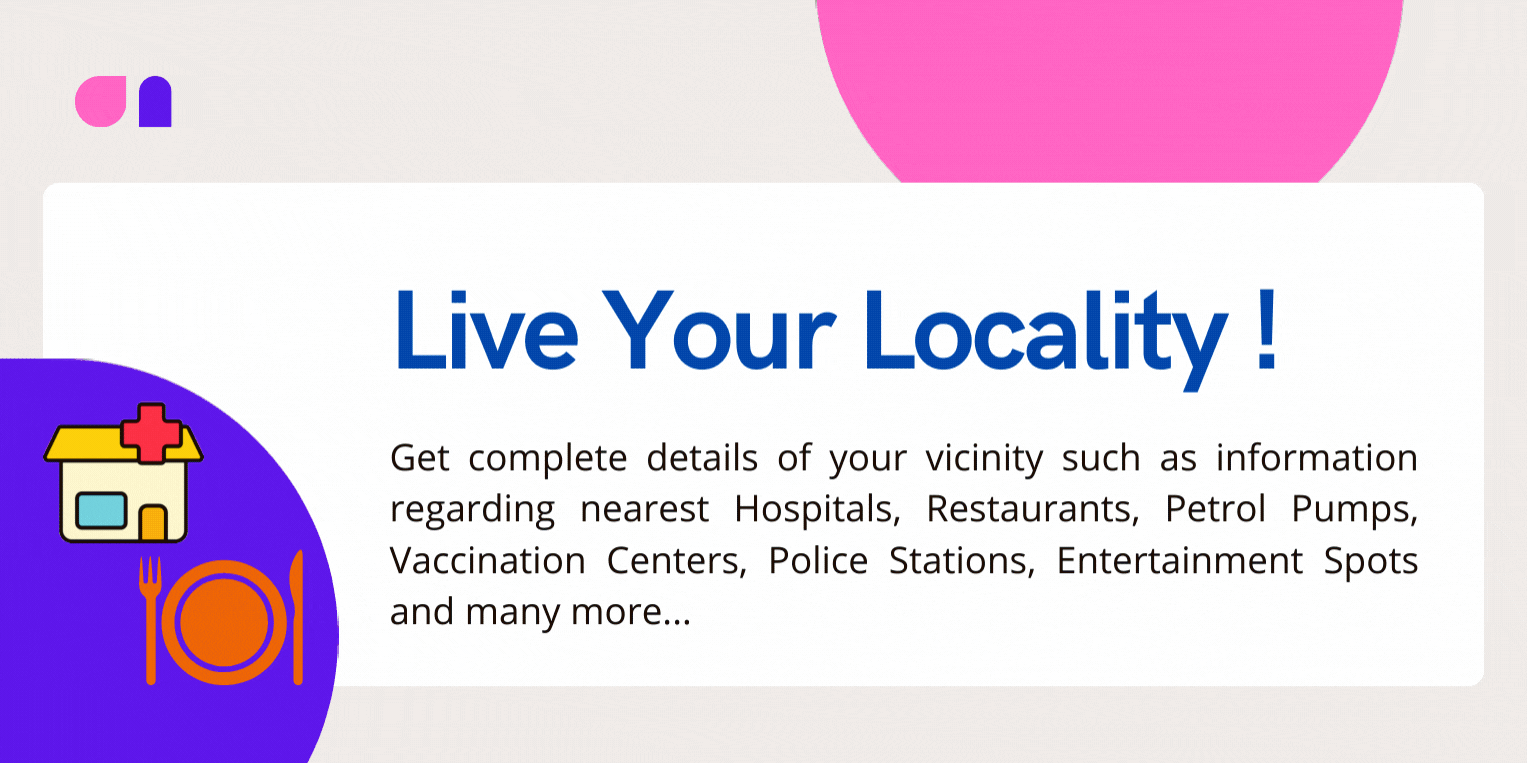 Live Your Locality !
Get complete details of your vicinity such as information
regarding nearest Hospitals, Restaurants, Petrol Pumps,
Vaccination Centers, Police Stations, Entertainment Spots
and many more...